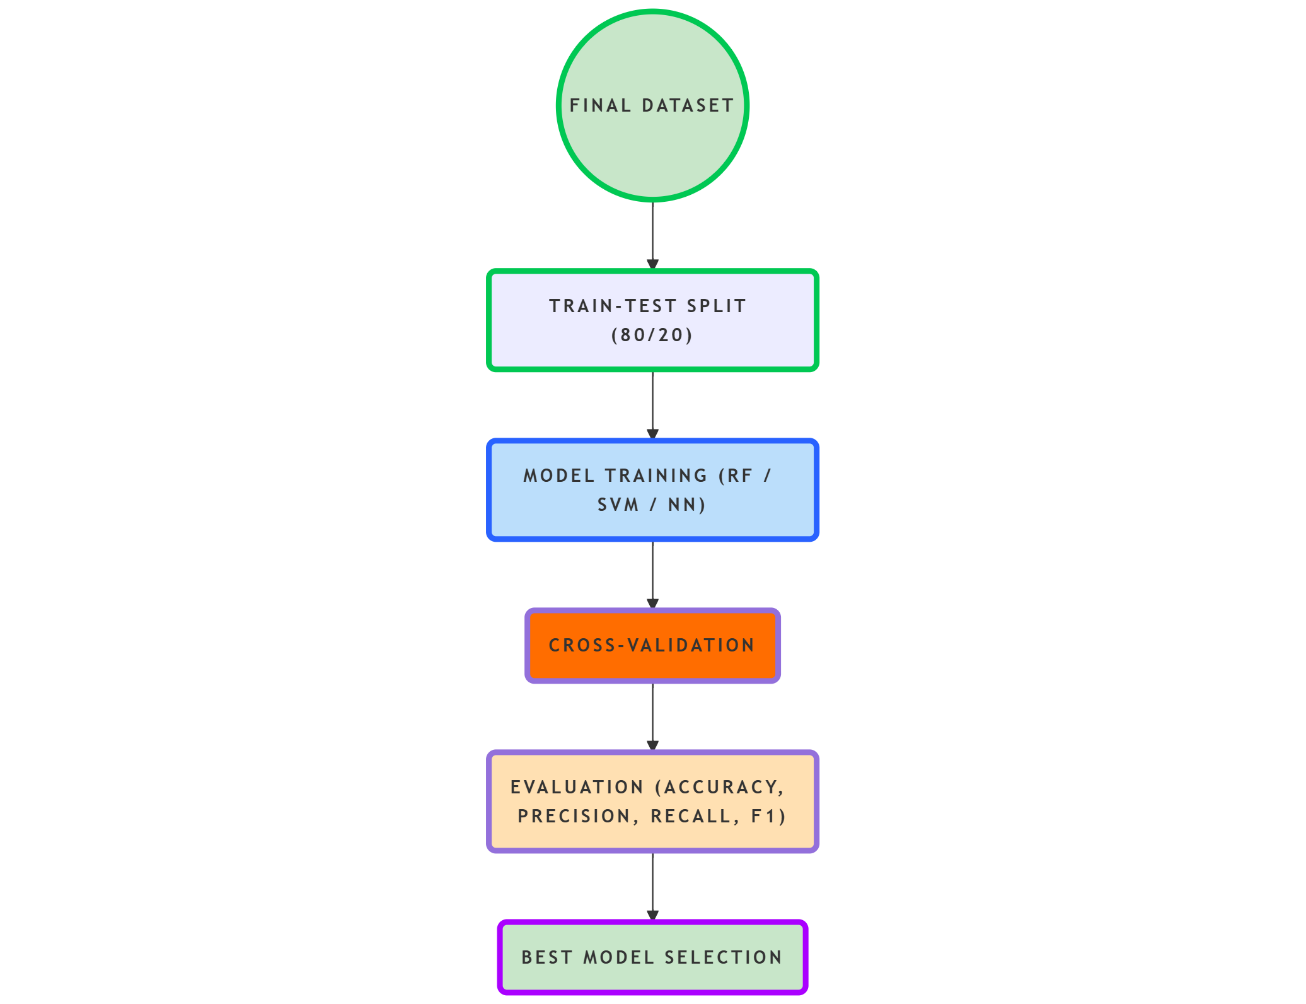 FINAL DATASET
TRAIN-TEST SPLIT
(80/20)
MODEL TRAINING (RF /
SVM / NN)
CROSS-VALIDATION
EVALUATION (ACCURACY,
PRECISION, RECALL, F1)
BEST MODEL SELECTION